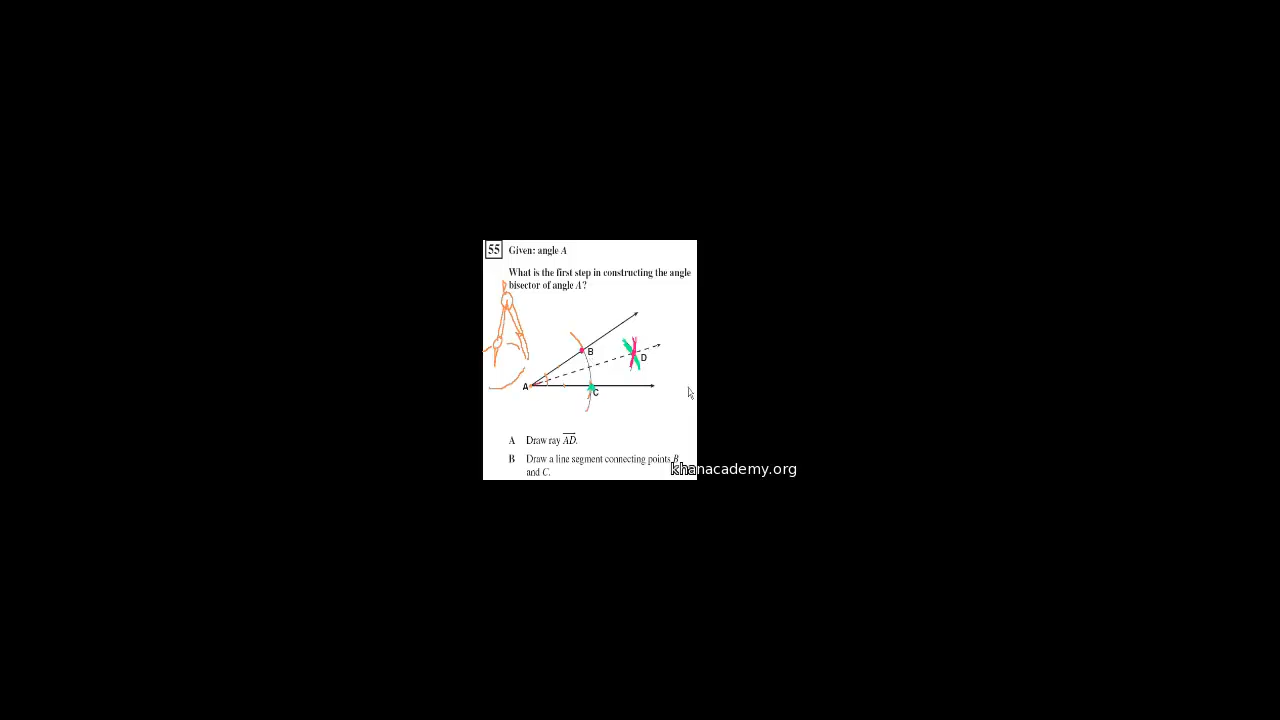 55 Given: angle A
What is the first step in constructing the angle
bisector of angle A?
B
D
A
C
A Draw ray AD.
B Draw a line segment connecting points B
and C.
khanacademy.org